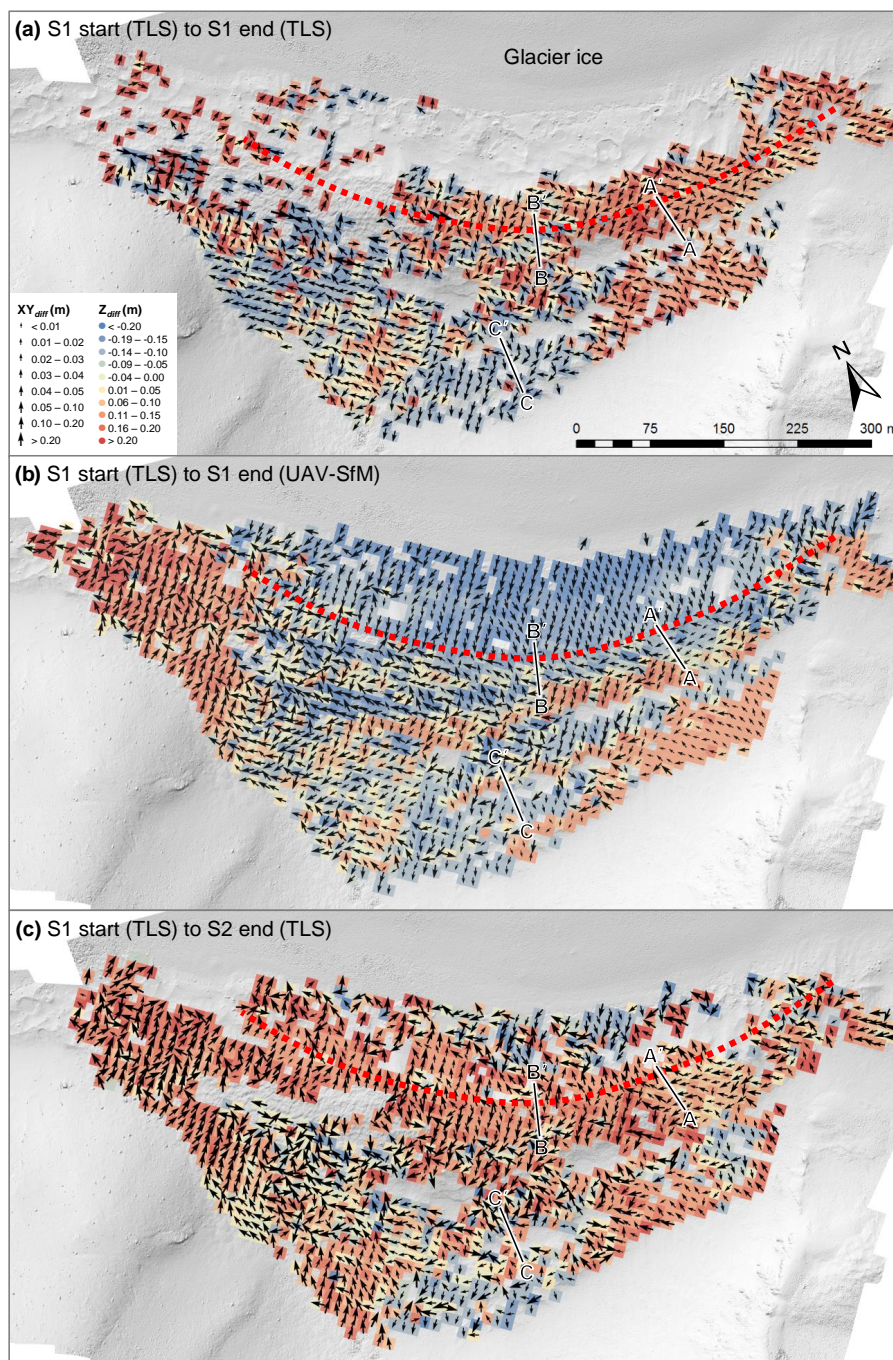 (a) S1 start (TLS) to S1 end (TLS)
Glacier ice
A′
B′
A
B
C′
C
XYdiff (m) Zdiff (m)
< 0.01 < -0.20
0.01 – 0.02 -0.19 – -0.15
0.02 – 0.03 -0.14 – -0.10
0.03 – 0.04 -0.09 – -0.05
0.04 – 0.05 -0.04 – 0.00
0.05 – 0.10 0.01 – 0.05
0.10 – 0.20 0.06 – 0.10
> 0.20 0.11 – 0.15
0.16 – 0.20
> 0.20
N
0 75 150 225 300 m
(b) S1 start (TLS) to S1 end (UAV-SfM)
A′
B′
A
B
C′
C
(c) S1 start (TLS) to S2 end (TLS)
A′
B′
A
B
C′
C